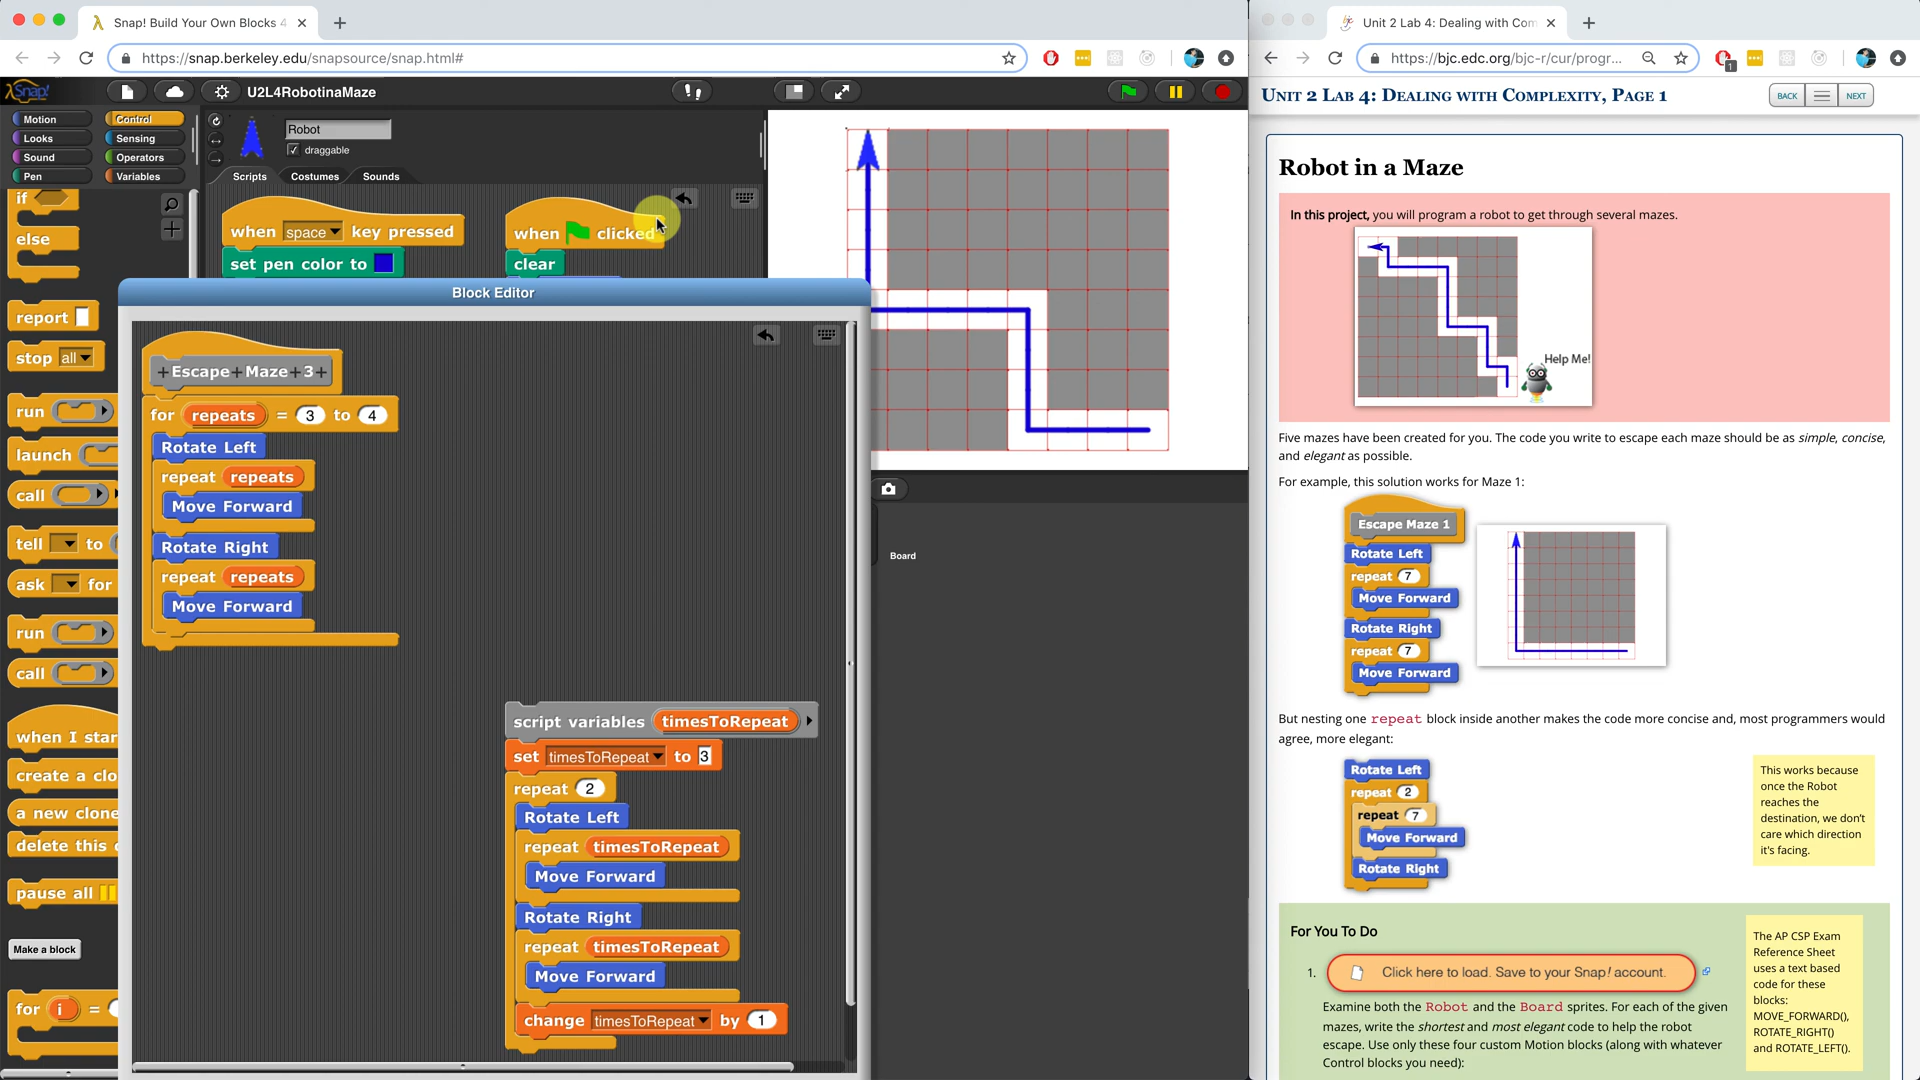 Snap! Build Your Own Blocks 4
https://snap.berkeley.edu/snapsource/snap.html#
Snap!
U2L4RobotinaMaze
Motion
Control
Looks
Sensing
Sound
Operators
Pen
Variables
if
else
report
stop all
run
launch
call
tell to
ask for
run
call
when I star
create a clo
a new clone
delete this c
pause all
Make a block
for i =
Robot
draggable
Scripts
Costumes
Sounds
when space key pressed
set pen color to
when clicked
clear
Block Editor
+Escape+Maze+3+
for repeats = 3 to 4
Rotate Left
repeat repeats
Move Forward
Rotate Right
repeat repeats
Move Forward
script variables timesToRepeat
set timesToRepeat to 3
repeat 2
Rotate Left
repeat timesToRepeat
Move Forward
Rotate Right
repeat timesToRepeat
Move Forward
change timesToRepeat by 1
Board
Unit 2 Lab 4: Dealing with Com
https://bjc.edc.org/bjc-r/cur/progr...
1
UNIT 2 LAB 4: DEALING WITH COMPLEXITY, PAGE 1
BACK
NEXT
Robot in a Maze
In this project, you will program a robot to get through several mazes.
Help Me!
Five mazes have been created for you. The code you write to escape each maze should be as simple, concise,
and elegant as possible.
For example, this solution works for Maze 1:
Escape Maze 1
Rotate Left
repeat 7
Move Forward
Rotate Right
repeat 7
Move Forward
But nesting one repeat block inside another makes the code more concise and, most programmers would
agree, more elegant:
Rotate Left
repeat 2
repeat 7
Move Forward
Rotate Right
This works because
once the Robot
reaches the
destination, we don't
care which direction
it's facing.
For You To Do
1. Click here to load. Save to your Snap! account.
Examine both the Robot and the Board sprites. For each of the given
mazes, write the shortest and most elegant code to help the robot
escape. Use only these four custom Motion blocks (along with whatever
Control blocks you need):
The AP CSP Exam
Reference Sheet
uses a text based
code for these
blocks:
MOVE_FORWARD(),
ROTATE_RIGHT()
and ROTATE_LEFT().